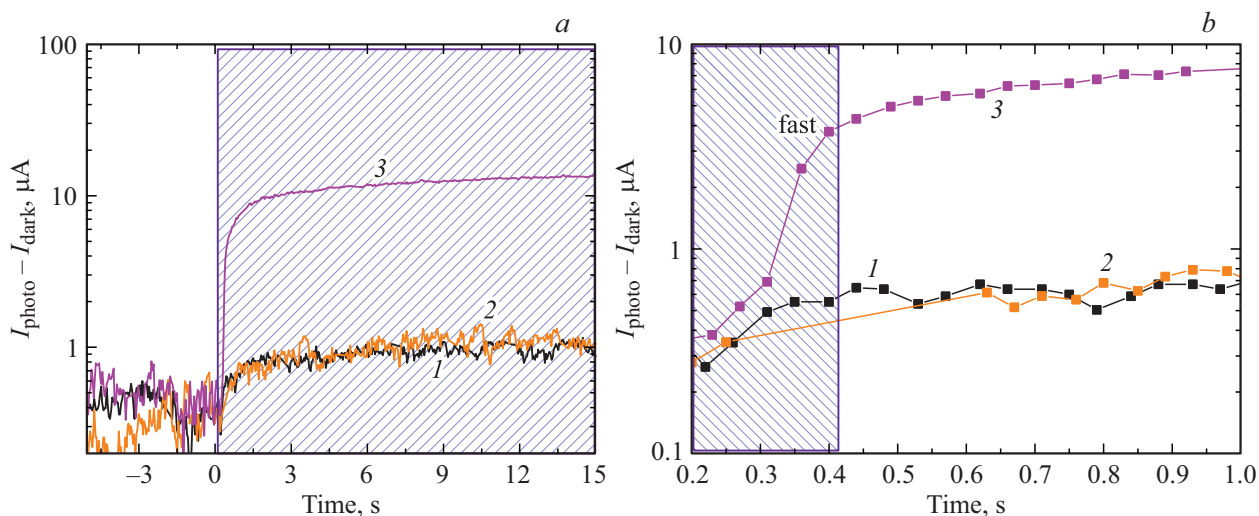 a
100
10
1
I_photo – I_dark, μA
3
2
1
–3 0 3 6 9 12 15
Time, s
b
10
1
0.1
I_photo – I_dark, μA
fast
3
1
2
0.2 0.3 0.4 0.5 0.6 0.7 0.8 0.9 1.0
Time, s